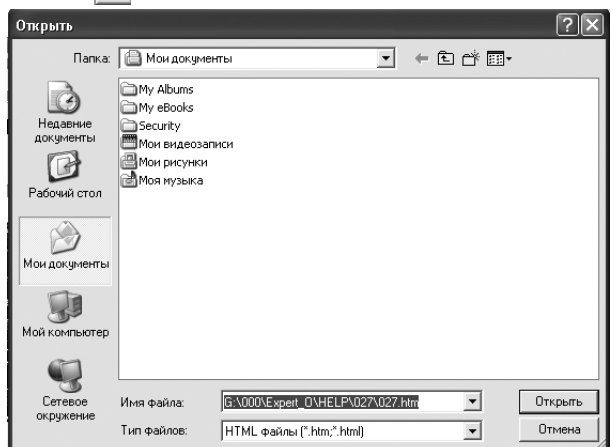 Открыть
Папка: Мои документы
My Albums
My eBooks
Security
Мои видеозаписи
Мои рисунки
Моя музыка
Недавние
документы
Рабочий стол
Мои документы
Мой компьютер
Сетевое
окружение
Имя файла: G:\000\Expert_O\HELP\027\027.htm Открыть
Тип файлов: HTML файлы (*.htm;*.html) Отмена